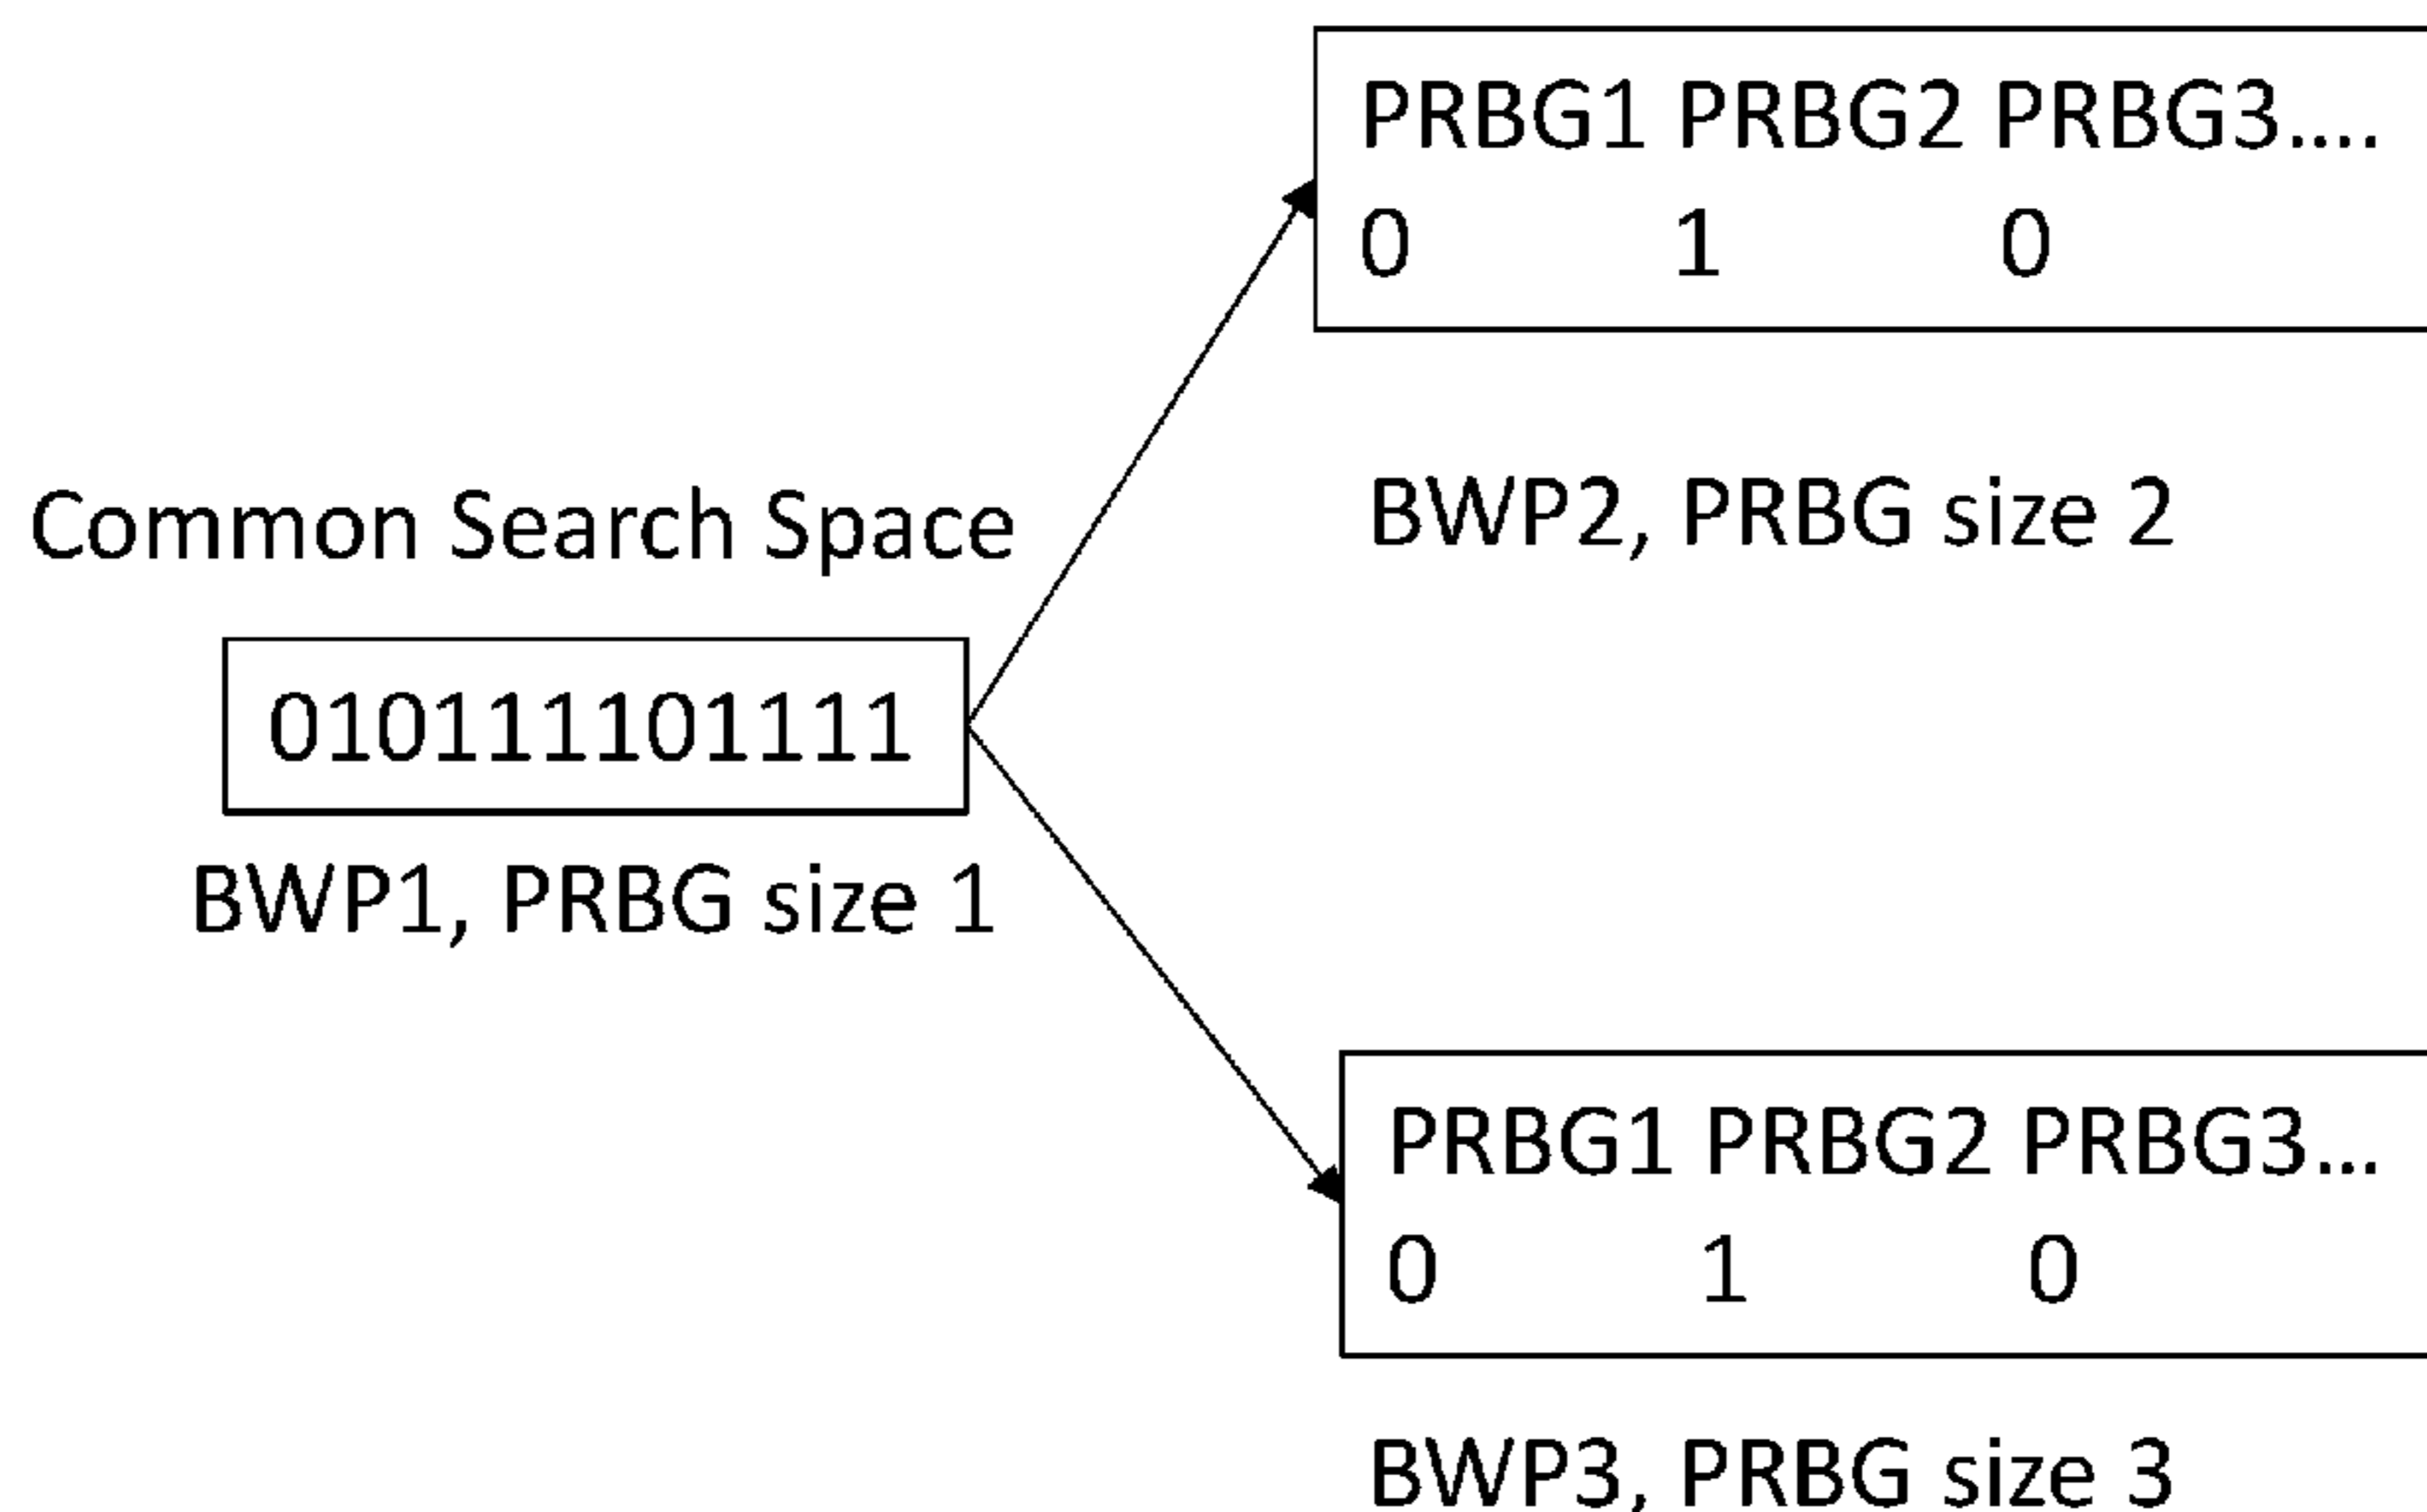 PRBG1 PRBG2 PRBG3....
0 1 0
BWP2, PRBG size 2
Common Search Space
010111101111
BWP1, PRBG size 1
PRBG1 PRBG2 PRBG3...
0 1 0
BWP3, PRBG size 3